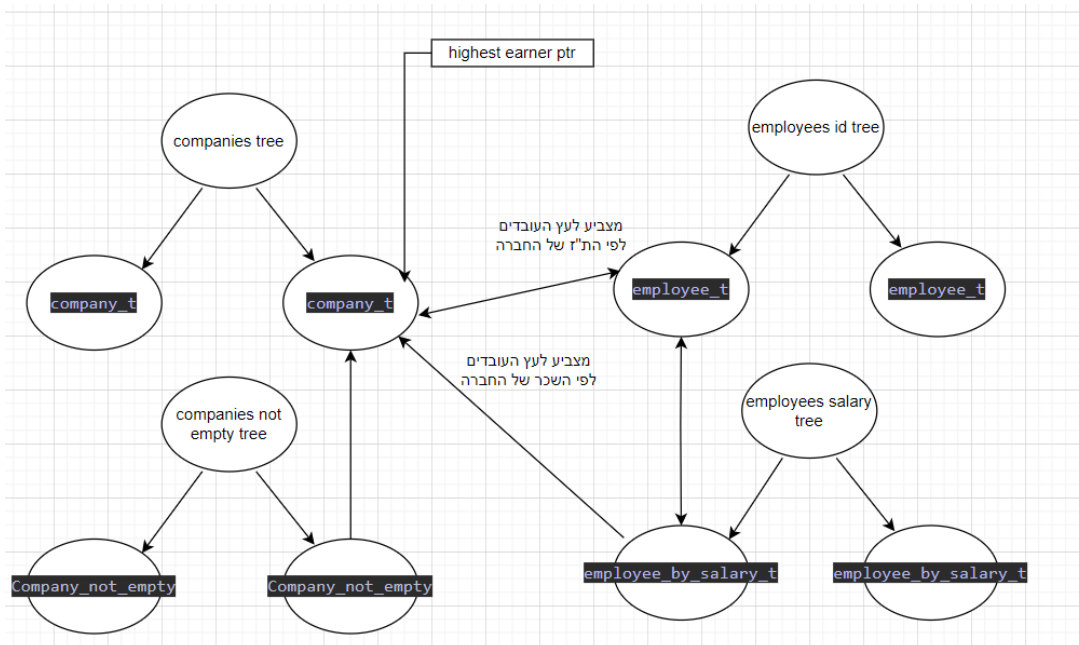 highest earner ptr
companies tree
employees id tree
מצביע לעץ העובדים
לפי הת"ז של החברה
company_t
company_t
employee_t
employee_t
מצביע לעץ העובדים
לפי השכר של החברה
companies not
empty tree
employees salary
tree
Company_not_empty
Company_not_empty
employee_by_salary_t
employee_by_salary_t